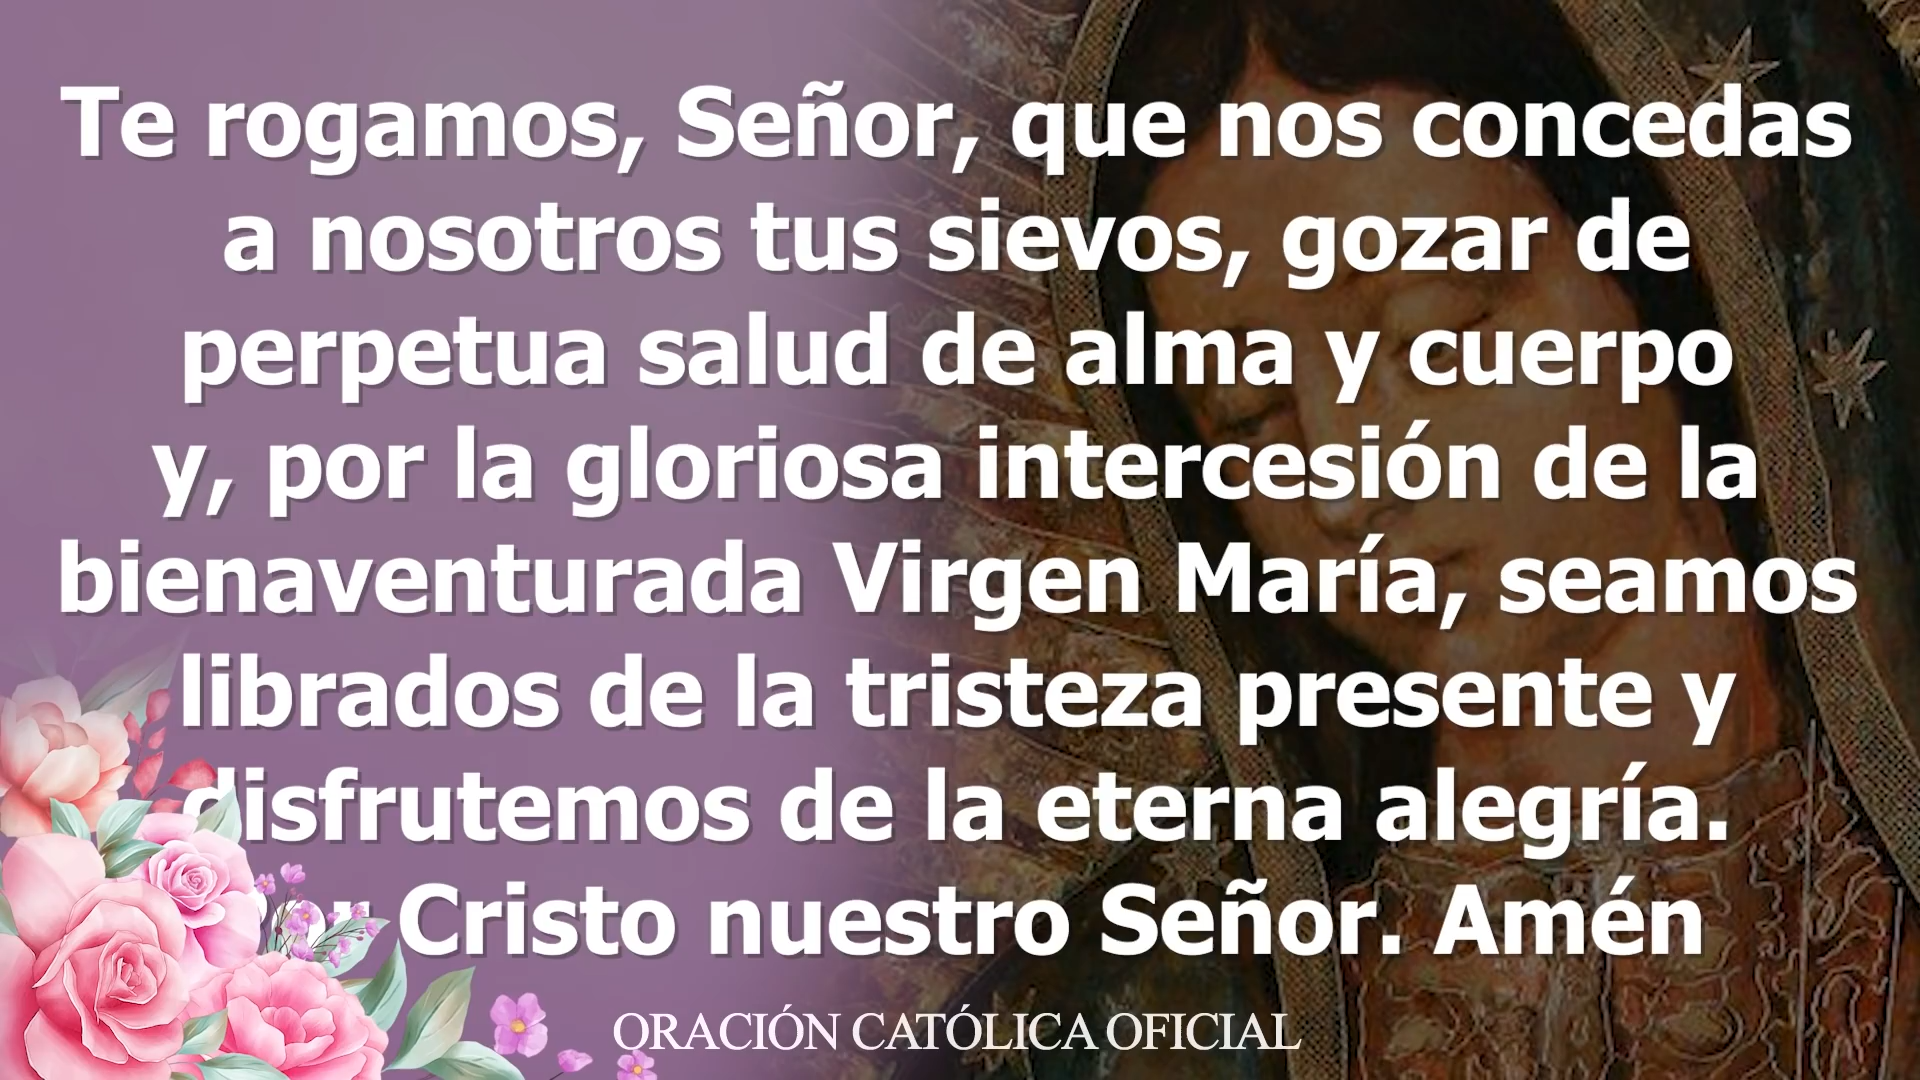 Te rogamos, Señor, que nos concedas
a nosotros tus sievos, gozar de
perpetua salud de alma y cuerpo
y, por la gloriosa intercesión de la
bienaventurada Virgen María, seamos
librados de la tristeza presente y
disfrutemos de la eterna alegría.
Por Cristo nuestro Señor. Amén
ORACIÓN CATÓLICA OFICIAL